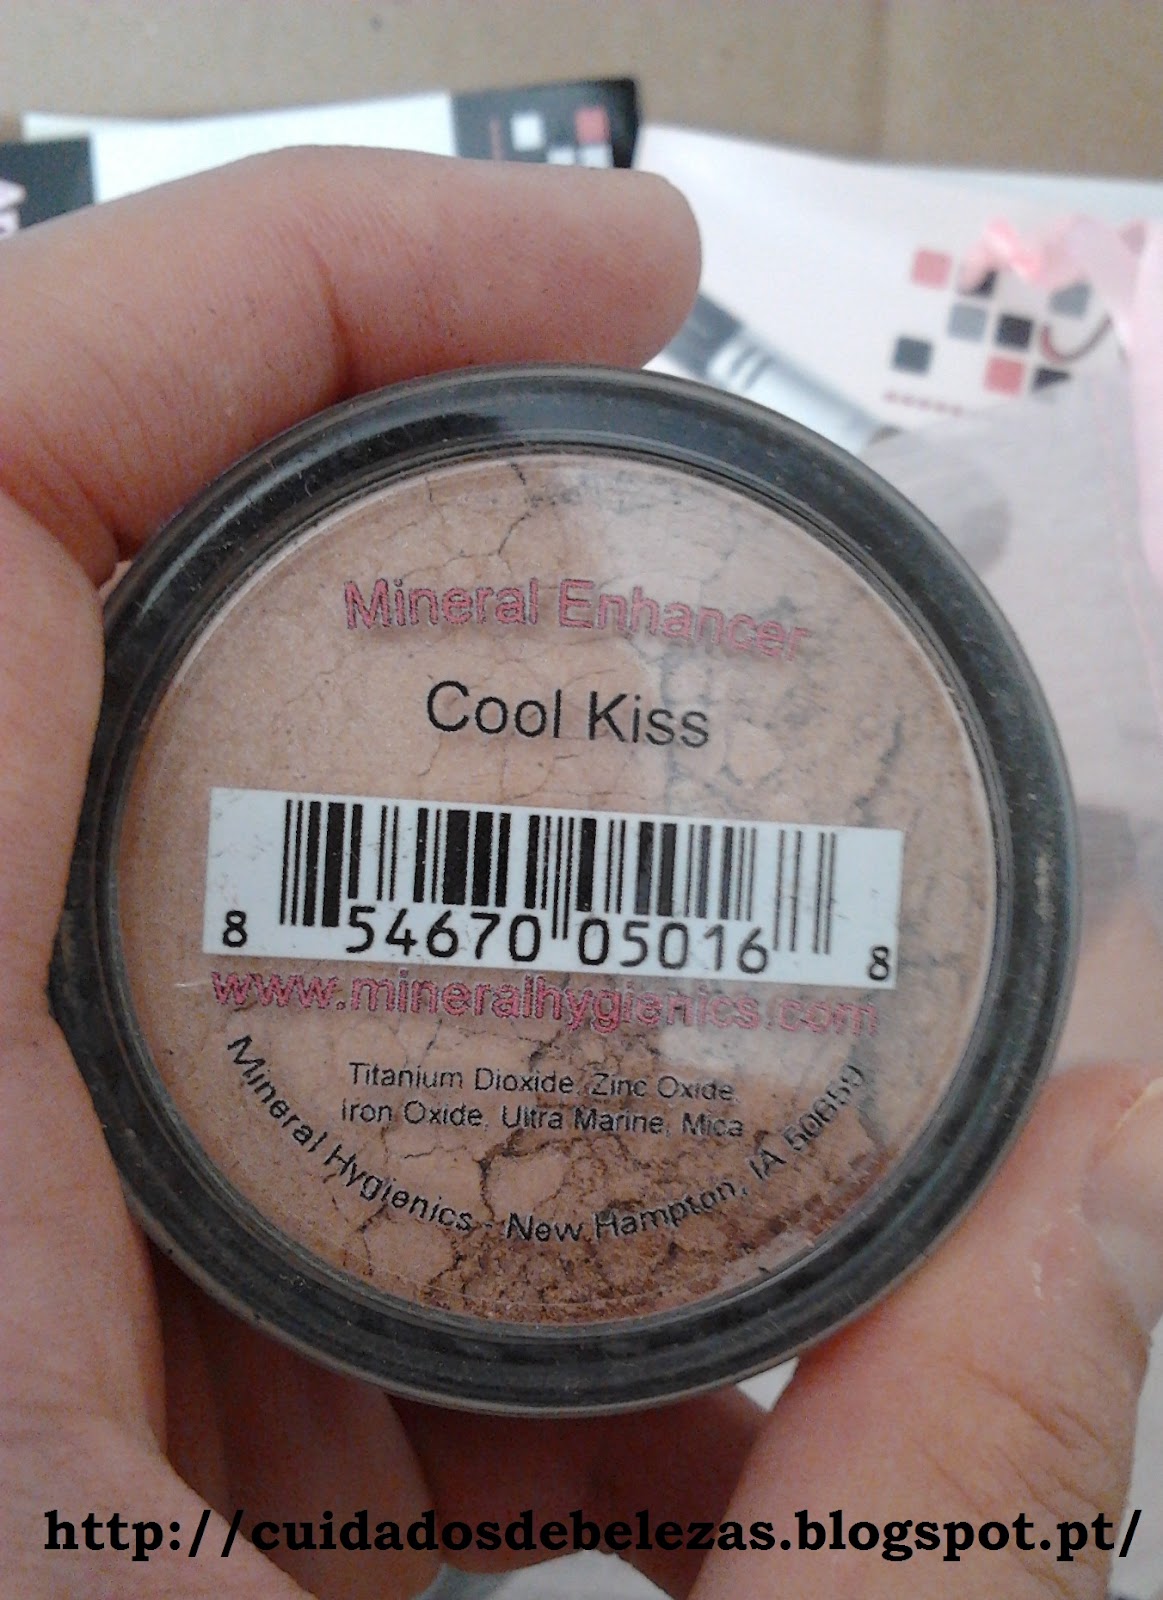 Mineral Enhancer
Cool Kiss
8 54670 05016 8
www.mineralhygienics.com
Titanium Dioxide, Zinc Oxide,
Iron Oxide, Ultra Marine, Mica
Mineral Hygienics - New Hampton, IA 50659
http://cuidadosdebelezas.blogspot.pt/